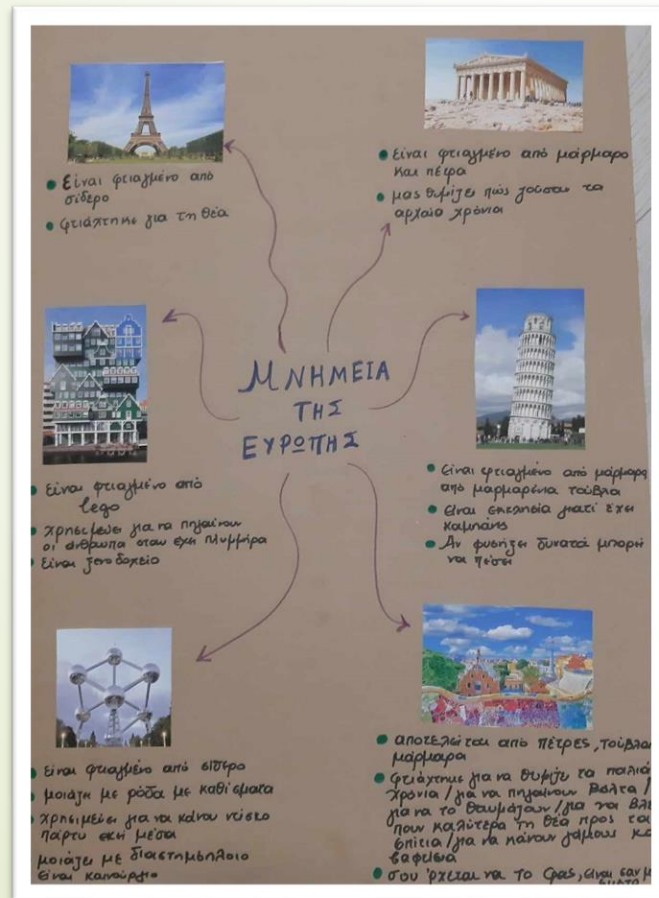 ΜΝΗΜΕΙΑ
ΤΗΣ
ΕΥΡΩΠΗΣ
• Είναι φτιαγμένο από
σίδερο
• φτιάχτηκε για τη θέα
• Είναι φτιαγμένο από μάρμαρο
και πέτρα
• μας θυμίζει πώς ζούσαν τα
αρχαία χρόνια
• Είναι φτιαγμένο από
lego
• χρησιμεύει για να πηγαίνουν
οι άνθρωποι όταν έχει πλυμμήρα
• Είναι ξενοδοχείο
• Είναι φτιαγμένο από μάρμαρο
από μαρμαρένια τούβλα
• Είναι εκκλησία γιατί έχει
καμπάνες
• Αν φυσήξει δυνατά μπορεί
να πέσει
• Είναι φτιαγμένο από σίδερο
• μοιάζει με ρόδα με καθίσματα
• χρησιμεύει για να κάνου ντίσκο
πάρτυ εκεί μέσα
μοιάζει με διαστημόπλοιο
είναι καινούργιο
• αποτελείται από πέτρες, τούβλα
μάρμαρα
• φτιάχτηκε για να θυμίζει τα παλιά
χρόνια / για να πηγαίνουν βόλτα /
για να το θαυμάζουν / για να βλέ
πουν καλύτερα τη θέα προς τα
σπίτια / για να κάνουν γάμους κα
βαφτίσια
• σου 'ρχεται να το φας, είναι σαν